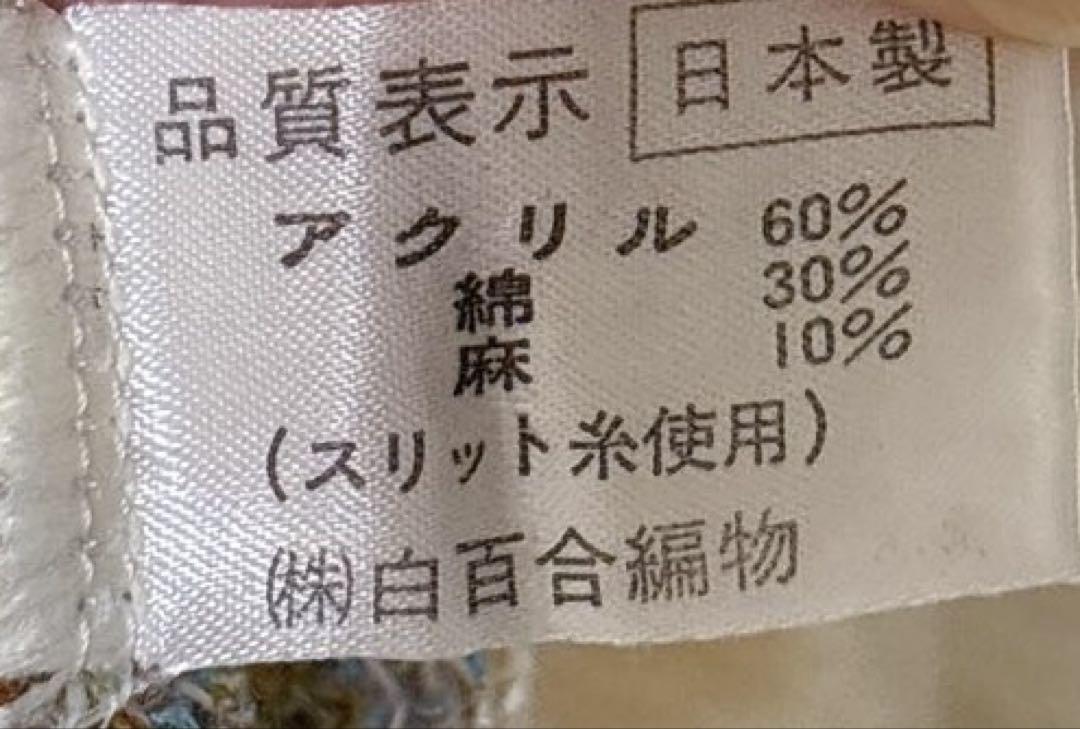 品質表示 日本製
アクリル 60%
綿 30%
麻 10%
(スリット糸使用)
(株)白百合編物